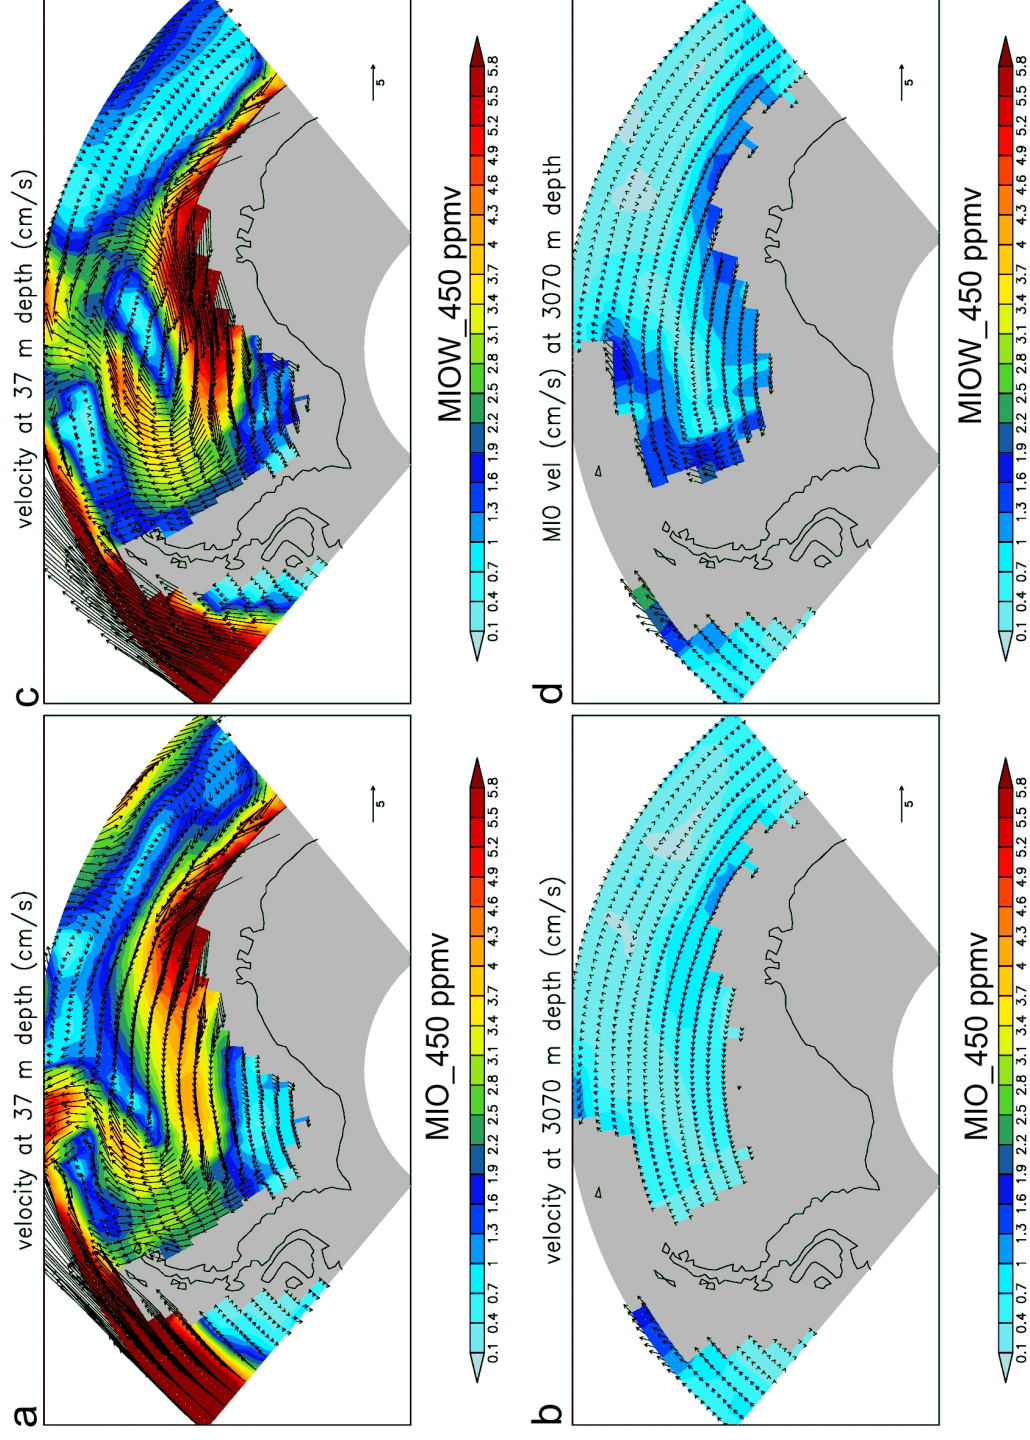 a
velocity at 37 m depth (cm/s)
5
0.1 0.4 0.7 1 1.3 1.6 1.9 2.2 2.5 2.8 3.1 3.4 3.7 4 4.3 4.6 4.9 5.2 5.5 5.8
MIO_450 ppmv
c
velocity at 37 m depth (cm/s)
5
0.1 0.4 0.7 1 1.3 1.6 1.9 2.2 2.5 2.8 3.1 3.4 3.7 4 4.3 4.6 4.9 5.2 5.5 5.8
MIOW_450 ppmv
b
velocity at 3070 m depth (cm/s)
5
0.1 0.4 0.7 1 1.3 1.6 1.9 2.2 2.5 2.8 3.1 3.4 3.7 4 4.3 4.6 4.9 5.2 5.5 5.8
MIO_450 ppmv
d
MIO vel (cm/s) at 3070 m depth
5
0.1 0.4 0.7 1 1.3 1.6 1.9 2.2 2.5 2.8 3.1 3.4 3.7 4 4.3 4.6 4.9 5.2 5.5 5.8
MIOW_450 ppmv